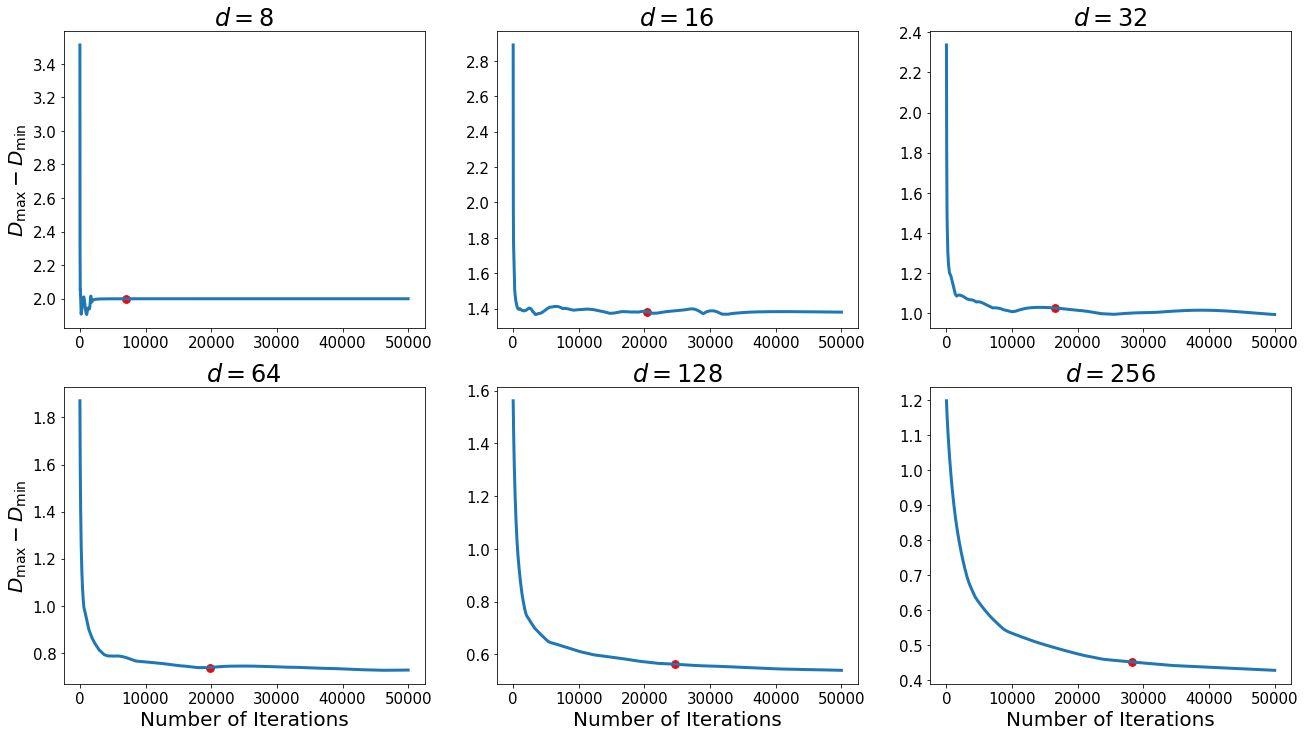 d = 8
D_max − D_min
3.4
3.2
3.0
2.8
2.6
2.4
2.2
2.0
0 10000 20000 30000 40000 50000
d = 16
2.8
2.6
2.4
2.2
2.0
1.8
1.6
1.4
0 10000 20000 30000 40000 50000
d = 32
2.4
2.2
2.0
1.8
1.6
1.4
1.2
1.0
0 10000 20000 30000 40000 50000
d = 64
D_max − D_min
1.8
1.6
1.4
1.2
1.0
0.8
0 10000 20000 30000 40000 50000
Number of Iterations
d = 128
1.6
1.4
1.2
1.0
0.8
0.6
0 10000 20000 30000 40000 50000
Number of Iterations
d = 256
1.2
1.1
1.0
0.9
0.8
0.7
0.6
0.5
0.4
0 10000 20000 30000 40000 50000
Number of Iterations